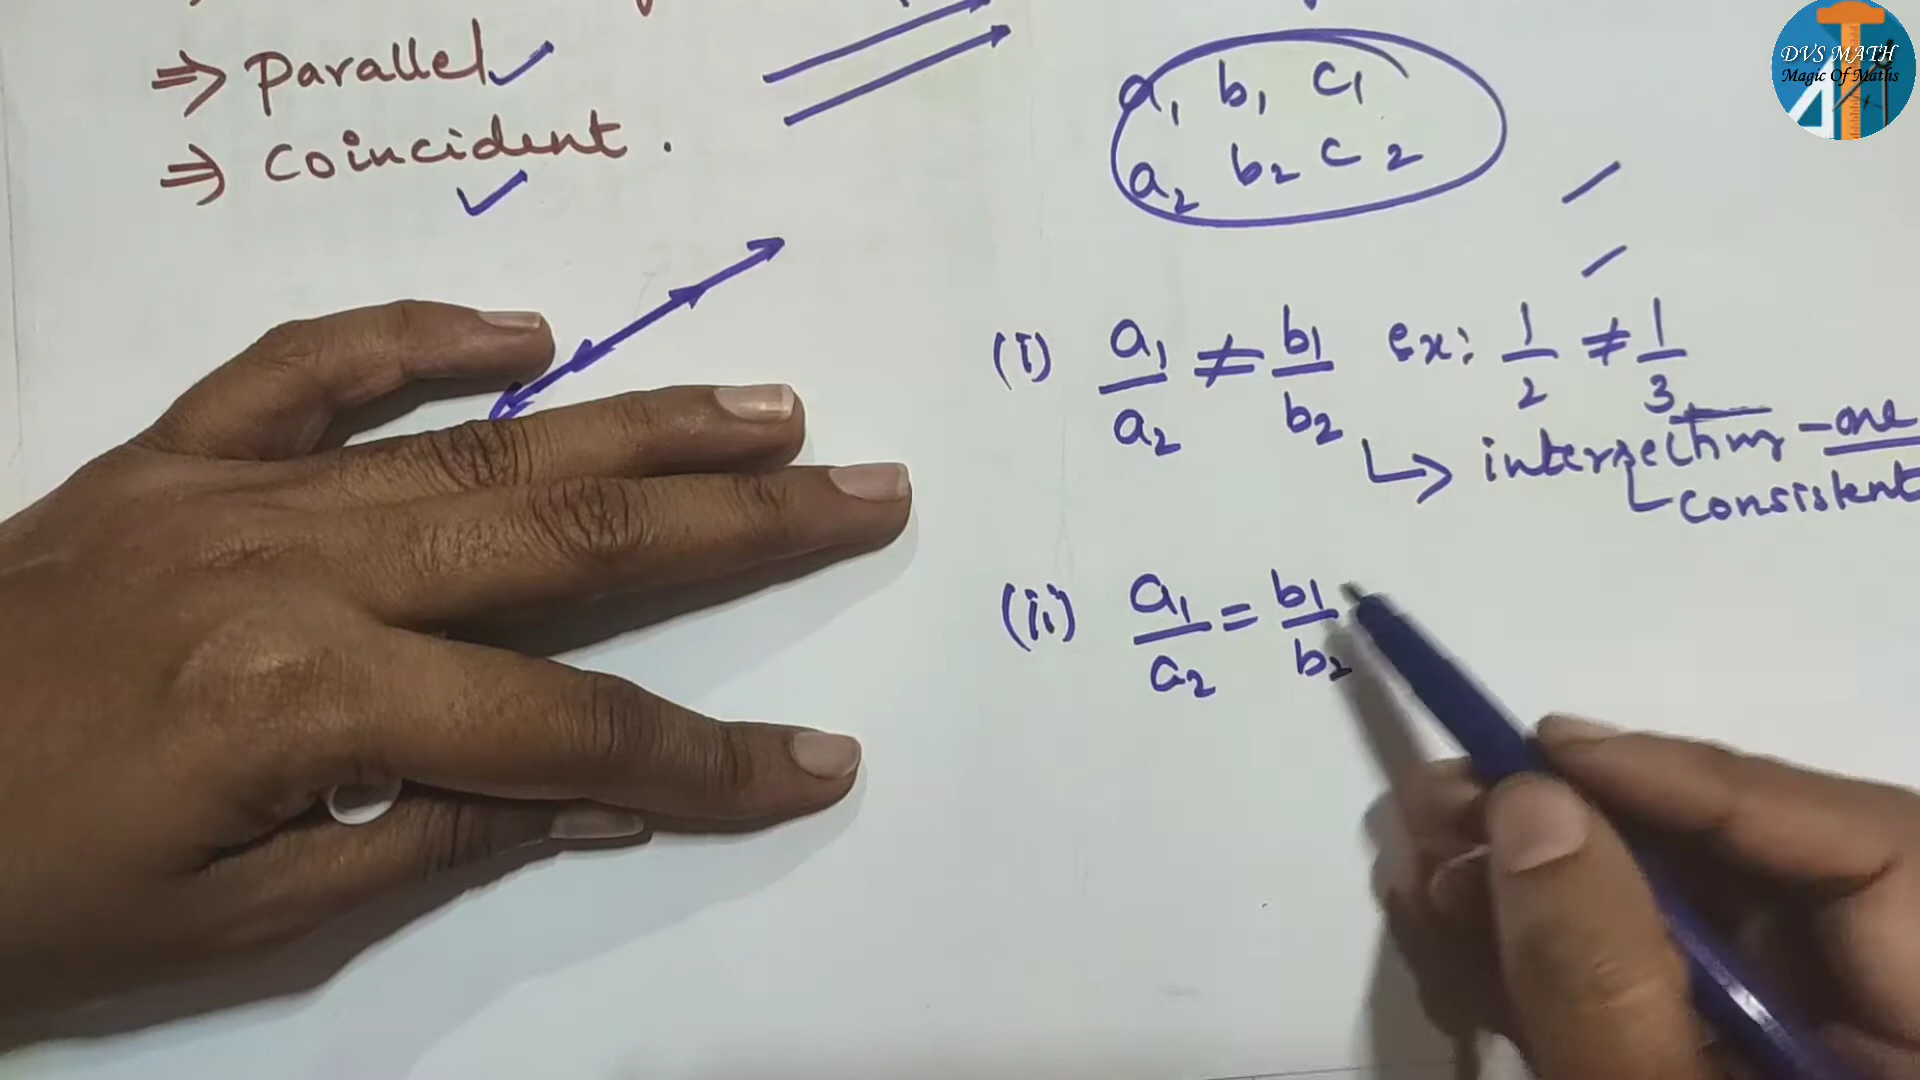 ⇒ parallel ✓
⇒ Coincident.
✓
a₁ b₁ c₁
a₂ b₂ c₂
(i) a₁/a₂ ≠ b₁/b₂ ex: 1/2 ≠ 1/3
↳ intersecting – one
consistent
(ii) a₁/a₂ = b₁/b₂
DVS MATH
Magic Of Maths